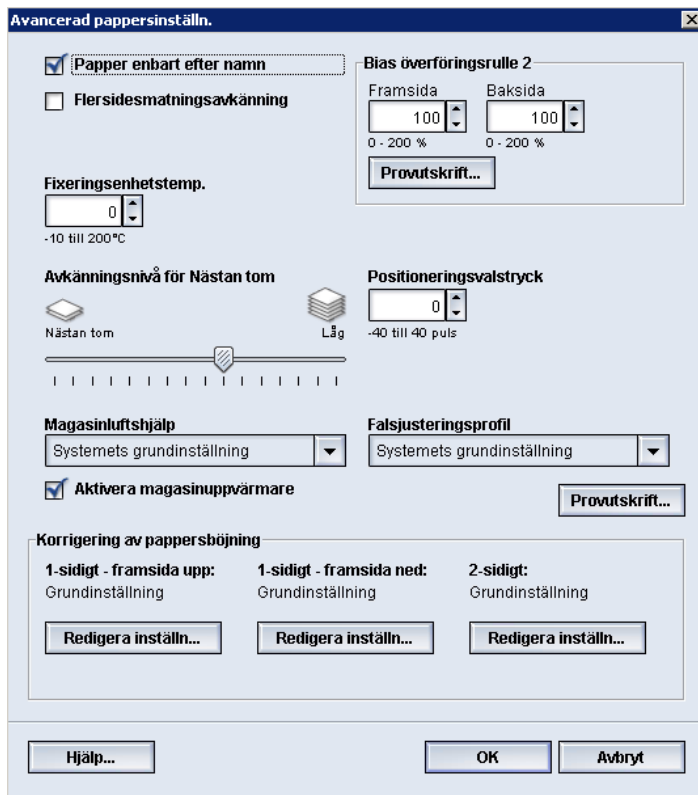 Avancerad pappersinställn.
Papper enbart efter namn
Flersidesmatningsavkänning
Bias överföringsrulle 2
Framsida
Baksida
100
100
0 - 200 %
0 - 200 %
Provutskrift...
Fixeringsenhetstemp.
0
-10 till 200°C
Avkänningsnivå för Nästan tom
Nästan tom
Låg
Positioneringsvalstryck
0
-40 till 40 puls
Magasinluftshjälp
Systemets grundinställning
Falsjusteringsprofil
Systemets grundinställning
Aktivera magasinuppvärmare
Provutskrift...
Korrigering av pappersböjning
1-sidigt - framsida upp:
1-sidigt - framsida ned:
2-sidigt:
Grundinställning
Grundinställning
Grundinställning
Redigera inställn...
Redigera inställn...
Redigera inställn...
Hjälp...
OK
Avbryt